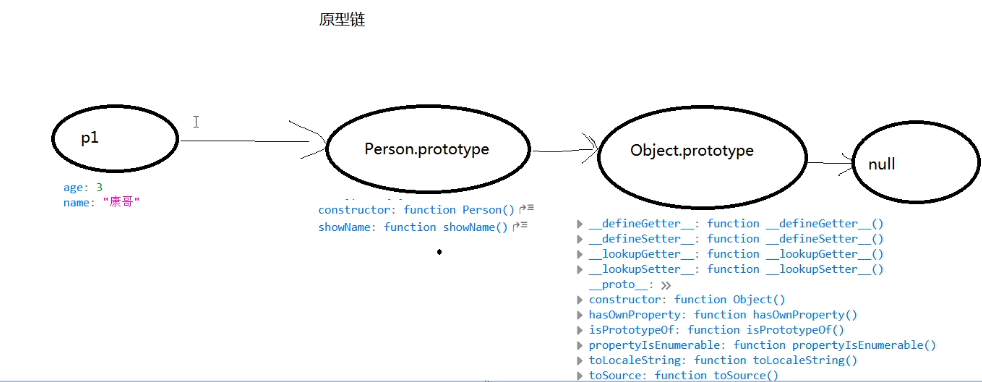 原型链
p1
Person.prototype
Object.prototype
null
age: 3
name: "康哥"
constructor: function Person()
showName: function showName()
__defineGetter__: function __defineGetter__()
__defineSetter__: function __defineSetter__()
__lookupGetter__: function __lookupGetter__()
__lookupSetter__: function __lookupSetter__()
__proto__: »
constructor: function Object()
hasOwnProperty: function hasOwnProperty()
isPrototypeOf: function isPrototypeOf()
propertyIsEnumerable: function propertyIsEnumerable()
toLocaleString: function toLocaleString()
toSource: function toSource()